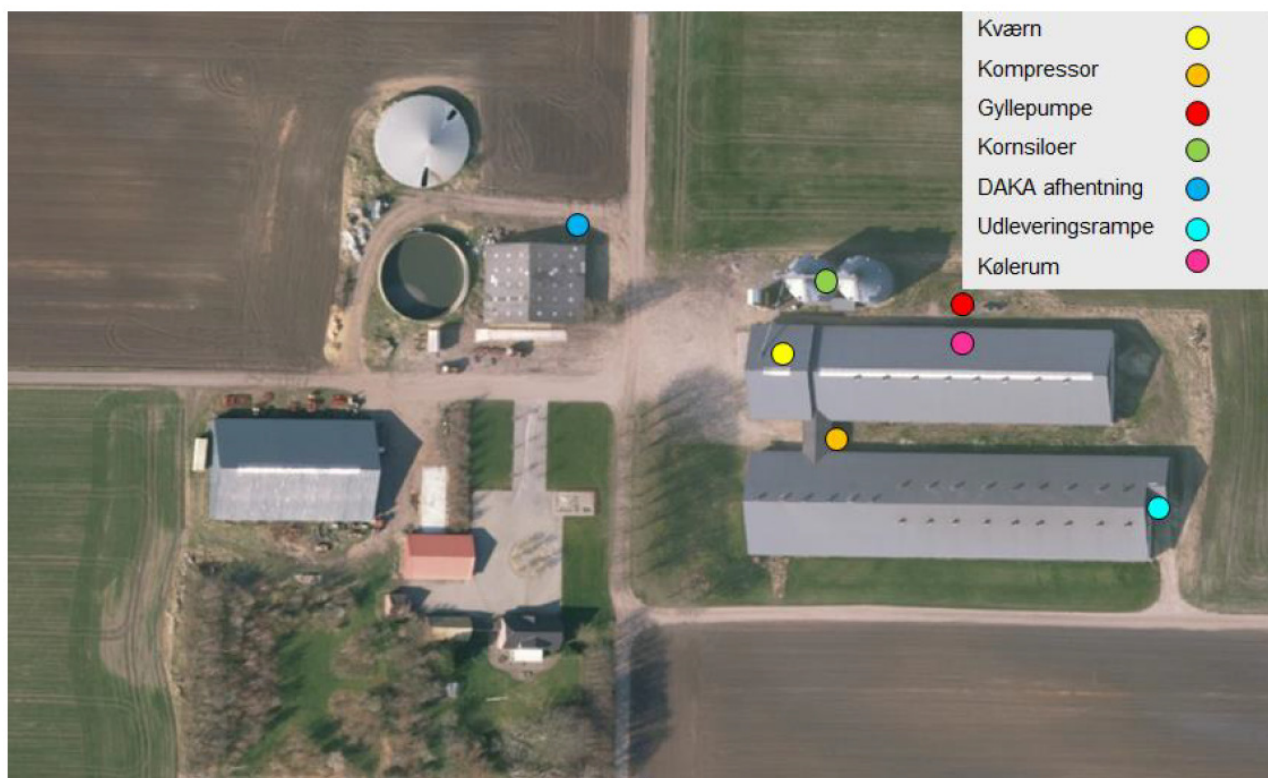 Kværn
Kompressor
Gyllepumpe
Kornsiloer
DAKA afhentning
Udleveringsrampe
Kølerum